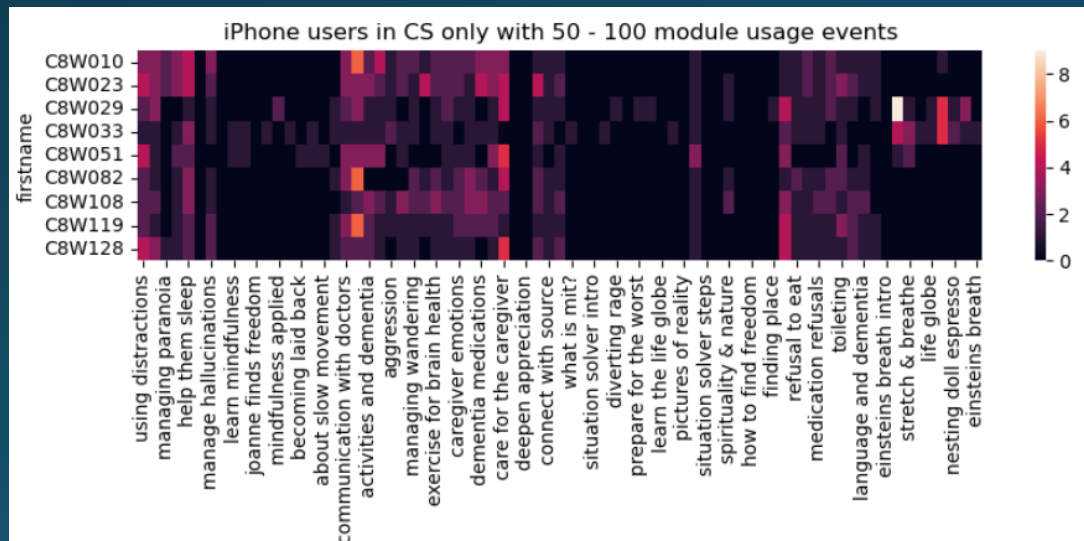 iPhone users in CS only with 50 - 100 module usage events
firstname
C8W010
C8W023
C8W029
C8W033
C8W051
C8W082
C8W108
C8W119
C8W128
using distractions
managing paranoia
help them sleep
manage hallucinations
learn mindfulness
joanne finds freedom
mindfulness applied
becoming laid back
about slow movement
communication with doctors
activities and dementia
aggression
managing wandering
exercise for brain health
caregiver emotions
dementia medications
care for the caregiver
deepen appreciation
connect with source
what is mit?
situation solver intro
diverting rage
prepare for the worst
learn the life globe
pictures of reality
situation solver steps
spirituality & nature
how to find freedom
finding place
refusal to eat
medication refusals
toileting
language and dementia
einsteins breath intro
stretch & breathe
life globe
nesting doll espresso
einsteins breath
8
6
4
2
0